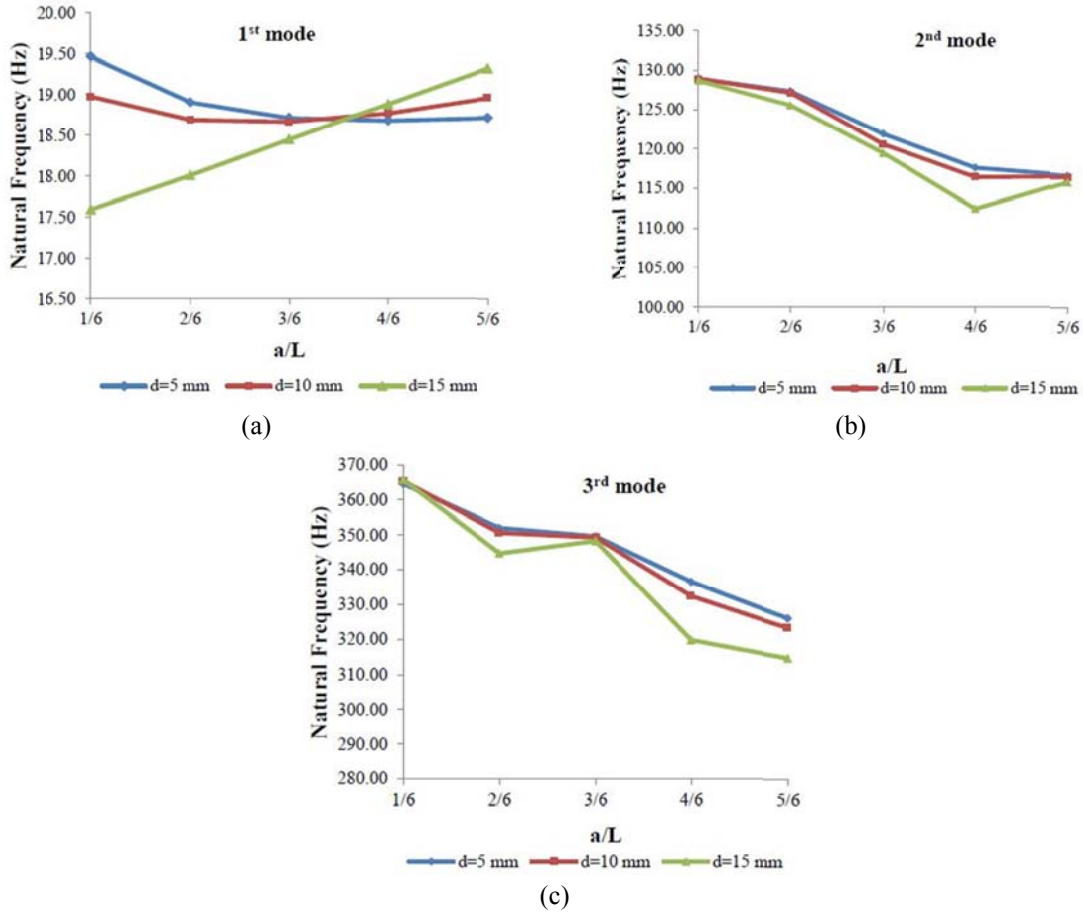 1st mode
Natural Frequency (Hz)
20.00
19.50
19.00
18.50
18.00
17.50
17.00
16.50
1/6 2/6 3/6 4/6 5/6
a/L
d=5 mm d=10 mm d=15 mm
(a)
2nd mode
Natural Frequency (Hz)
135.00
130.00
125.00
120.00
115.00
110.00
105.00
100.00
1/6 2/6 3/6 4/6 5/6
a/L
d=5 mm d=10 mm d=15 mm
(b)
3rd mode
Natural Frequency (Hz)
370.00
360.00
350.00
340.00
330.00
320.00
310.00
300.00
290.00
280.00
1/6 2/6 3/6 4/6 5/6
a/L
d=5 mm d=10 mm d=15 mm
(c)